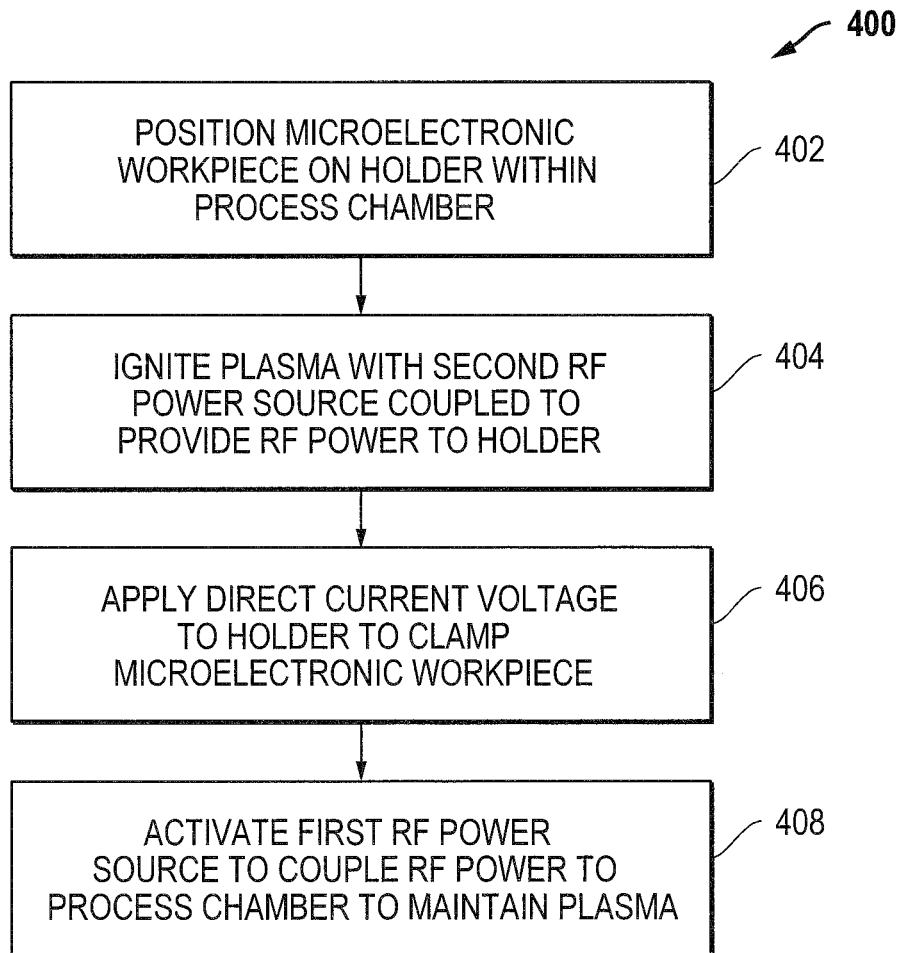 400
POSITION MICROELECTRONIC
WORKPIECE ON HOLDER WITHIN
PROCESS CHAMBER
402
IGNITE PLASMA WITH SECOND RF
POWER SOURCE COUPLED TO
PROVIDE RF POWER TO HOLDER
404
APPLY DIRECT CURRENT VOLTAGE
TO HOLDER TO CLAMP
MICROELECTRONIC WORKPIECE
406
ACTIVATE FIRST RF POWER
SOURCE TO COUPLE RF POWER TO
PROCESS CHAMBER TO MAINTAIN PLASMA
408